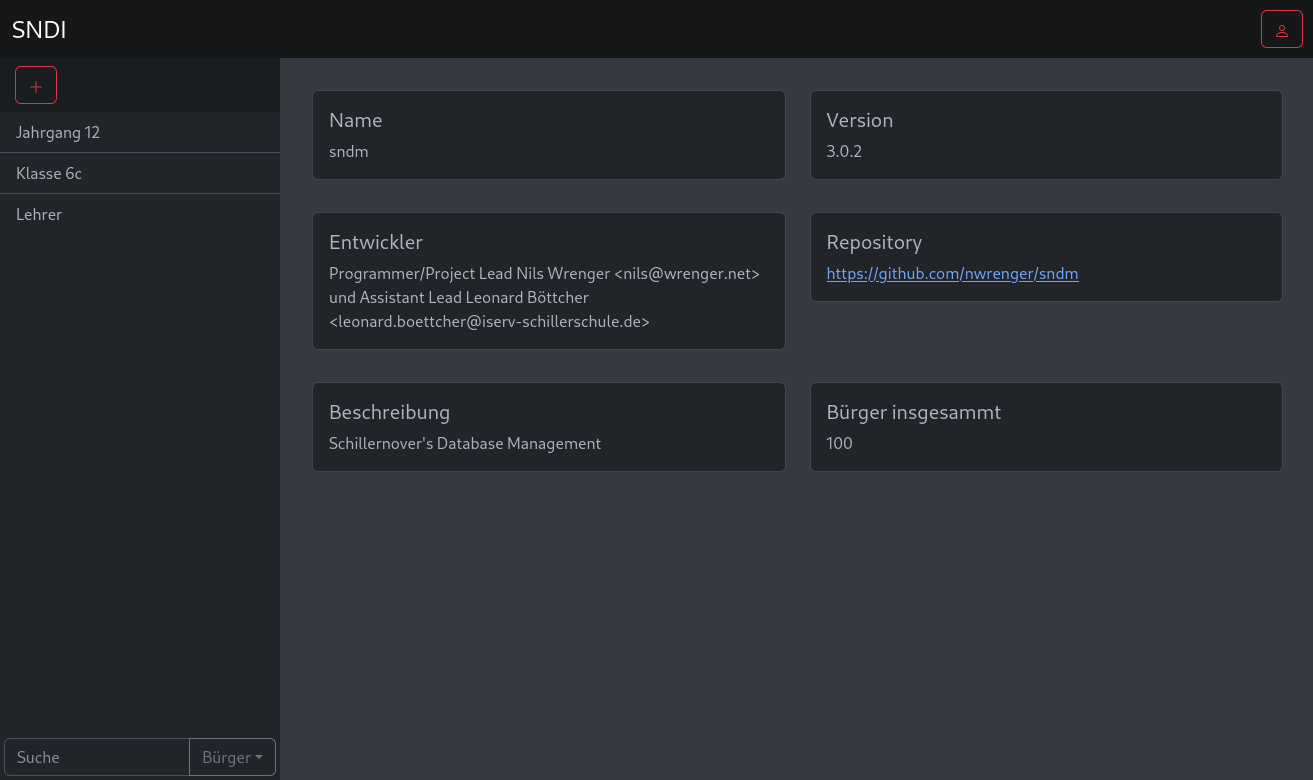 SNDI
Jahrgang 12
Klasse 6c
Lehrer
Name
sndm
Version
3.0.2
Entwickler
Programmer/Project Lead Nils Wrenger <nils@wrenger.net>
und Assistant Lead Leonard Böttcher
<leonard.boettcher@iserv-schillerschule.de>
Repository
https://github.com/nwrenger/sndm
Beschreibung
Schillernover's Database Management
Bürger insgesammt
100
Suche
Bürger